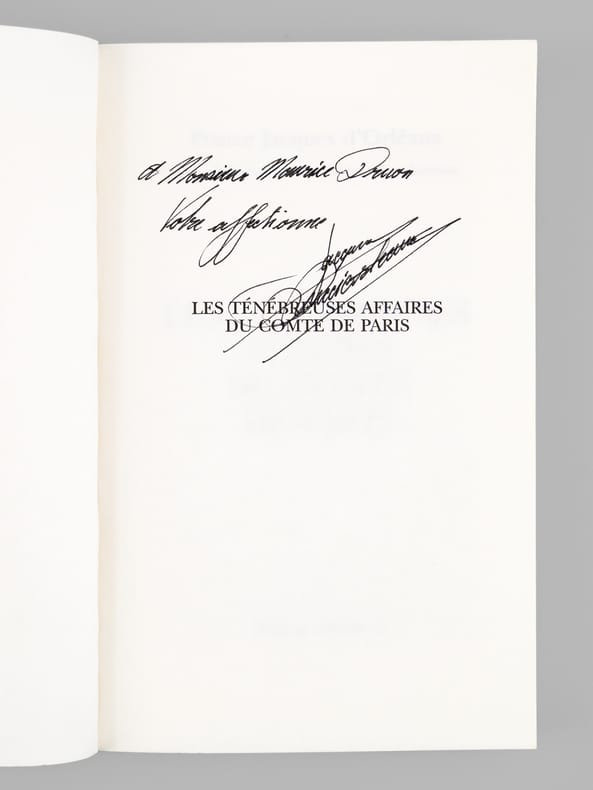 A Monsieur Maurice Druon
Votre affectionné
Jacques
LES TÉNÉBREUSES AFFAIRES
DU COMTE DE PARIS